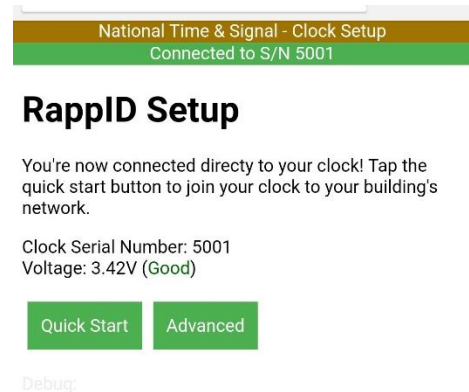 National Time & Signal - Clock Setup
Connected to S/N 5001
RappID Setup
You're now connected directy to your clock! Tap the
quick start button to join your clock to your building's
network.
Clock Serial Number: 5001
Voltage: 3.42V (Good)
Quick Start Advanced
Debug: